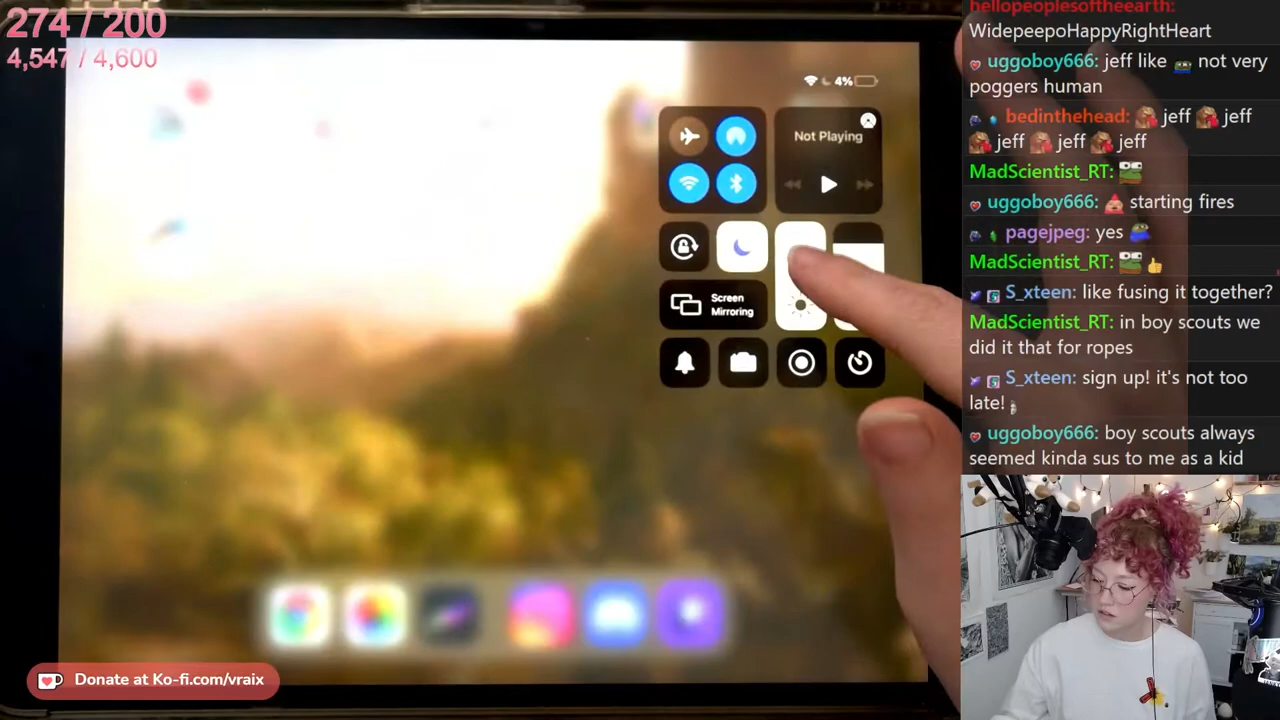 274 / 200
4,547 / 4,600
4%
Not Playing
Screen
Mirroring
Donate at Ko-fi.com/vraix
hellopeoplesoftheearth:
WidepeepoHappyRightHeart
uggoboy666: jeff like not very
poggers human
bedinthehead: jeff jeff
jeff jeff jeff
MadScientist_RT:
uggoboy666: starting fires
pagejpeg: yes
MadScientist_RT:
S_xteen: like fusing it together?
MadScientist_RT: in boy scouts we
did it that for ropes
S_xteen: sign up! it's not too
late!
uggoboy666: boy scouts always
seemed kinda sus to me as a kid